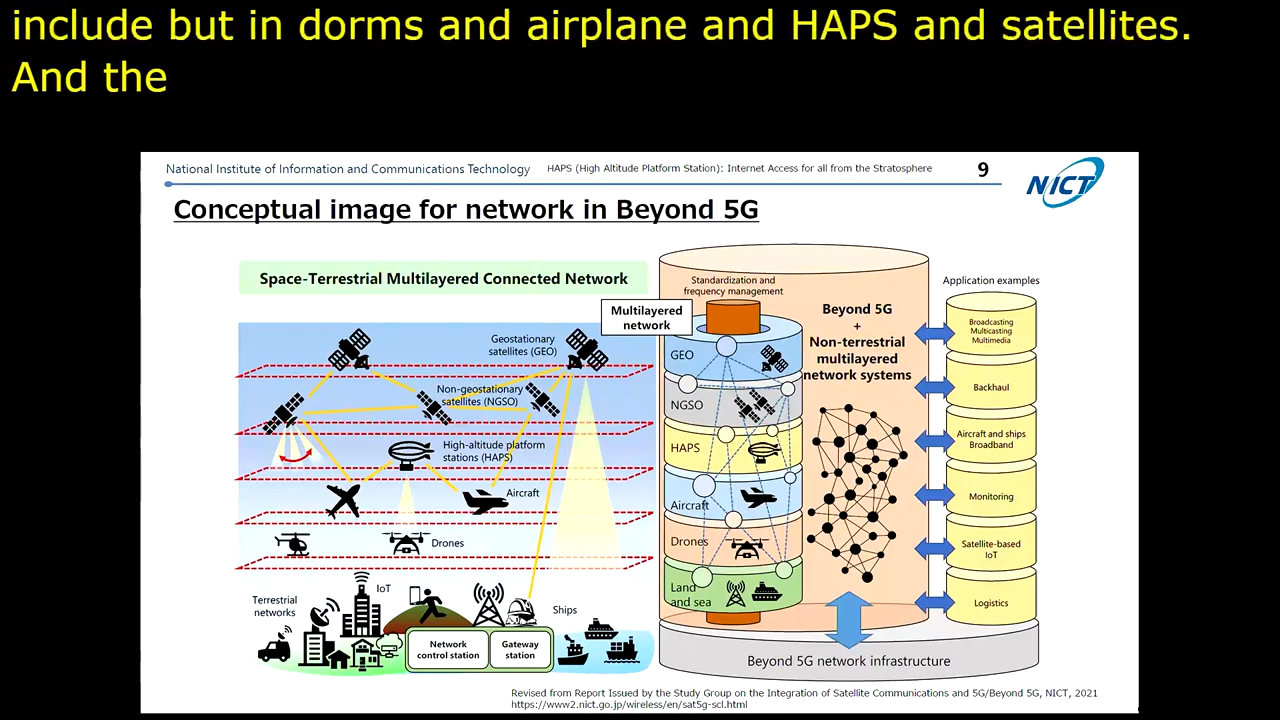 include but in dorms and airplane and HAPS and satellites.
And the
National Institute of Information and Communications Technology
HAPS (High Altitude Platform Station): Internet Access for all from the Stratosphere
9
NICT
Conceptual image for network in Beyond 5G
Space-Terrestrial Multilayered Connected Network
Multilayered
network
Geostationary
satellites (GEO)
Non-geostationary
satellites (NGSO)
High-altitude platform
stations (HAPS)
Aircraft
Drones
IoT
Terrestrial
networks
Ships
Network
control station
Gateway
station
Standardization and
frequency management
GEO
NGSO
HAPS
Aircraft
Drones
Land
and sea
Beyond 5G
+
Non-terrestrial
multilayered
network systems
Application examples
Broadcasting
Multicasting
Multimedia
Backhaul
Aircraft and ships
Broadband
Monitoring
Satellite-based
IoT
Logistics
Beyond 5G network infrastructure
Revised from Report Issued by the Study Group on the Integration of Satellite Communications and 5G/Beyond 5G, NICT, 2021
https://www2.nict.go.jp/wireless/en/sat5g-scl.html